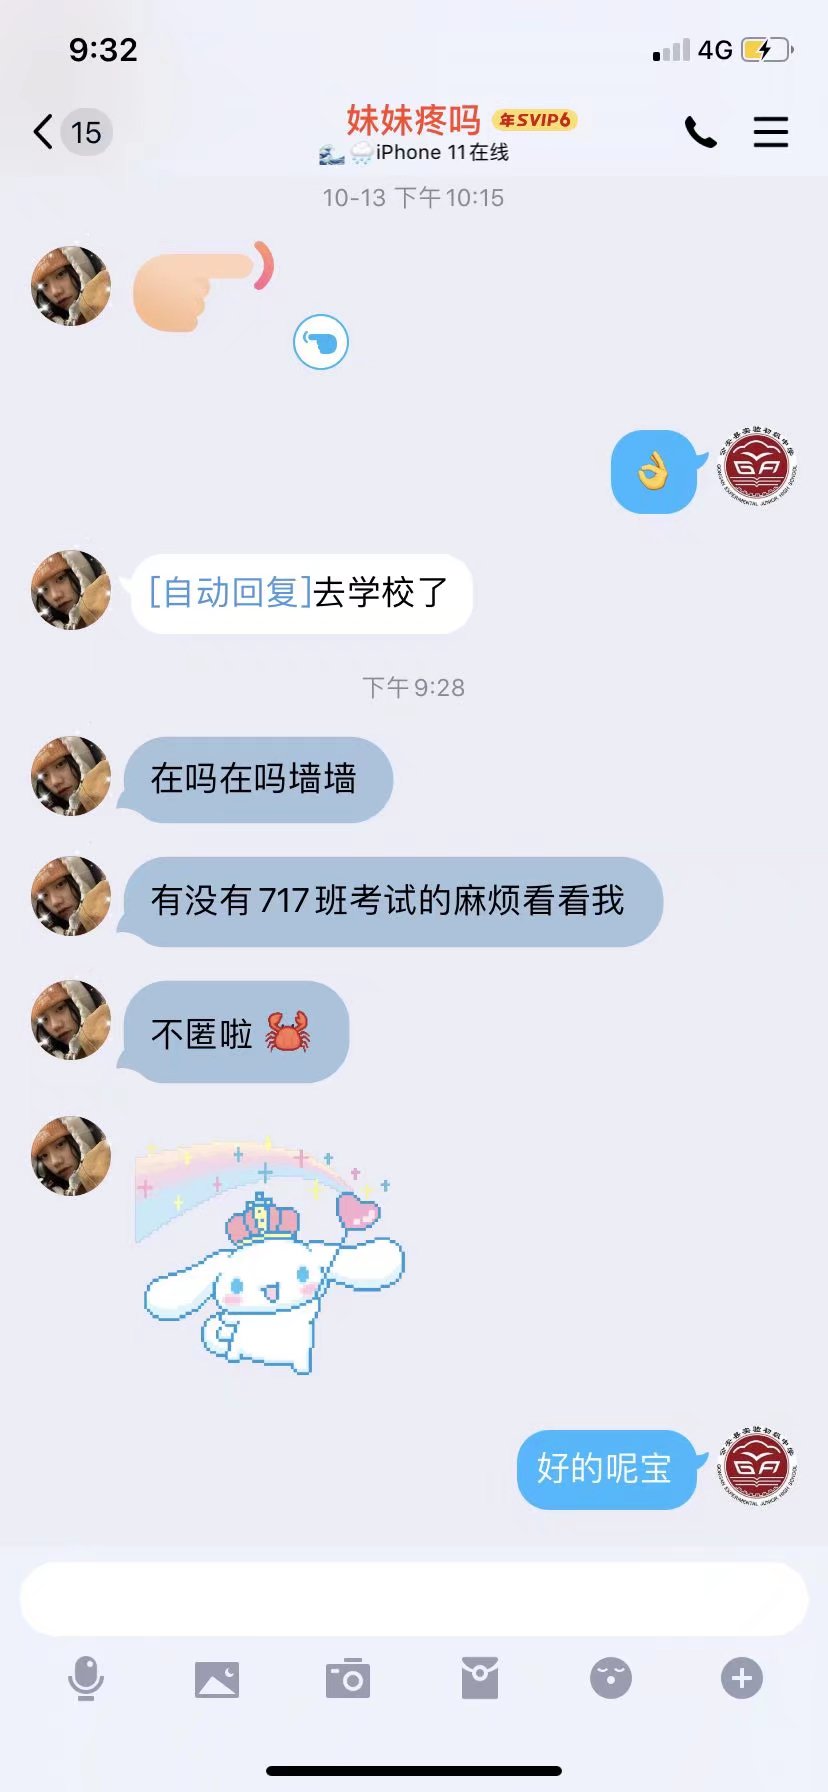 9:32
4G
15
妹妹疼吗 年SVIP6
iPhone 11在线
10-13 下午10:15
[自动回复]去学校了
下午9:28
在吗在吗墙墙
有没有717班考试的麻烦看看我
不匿啦
好的呢宝